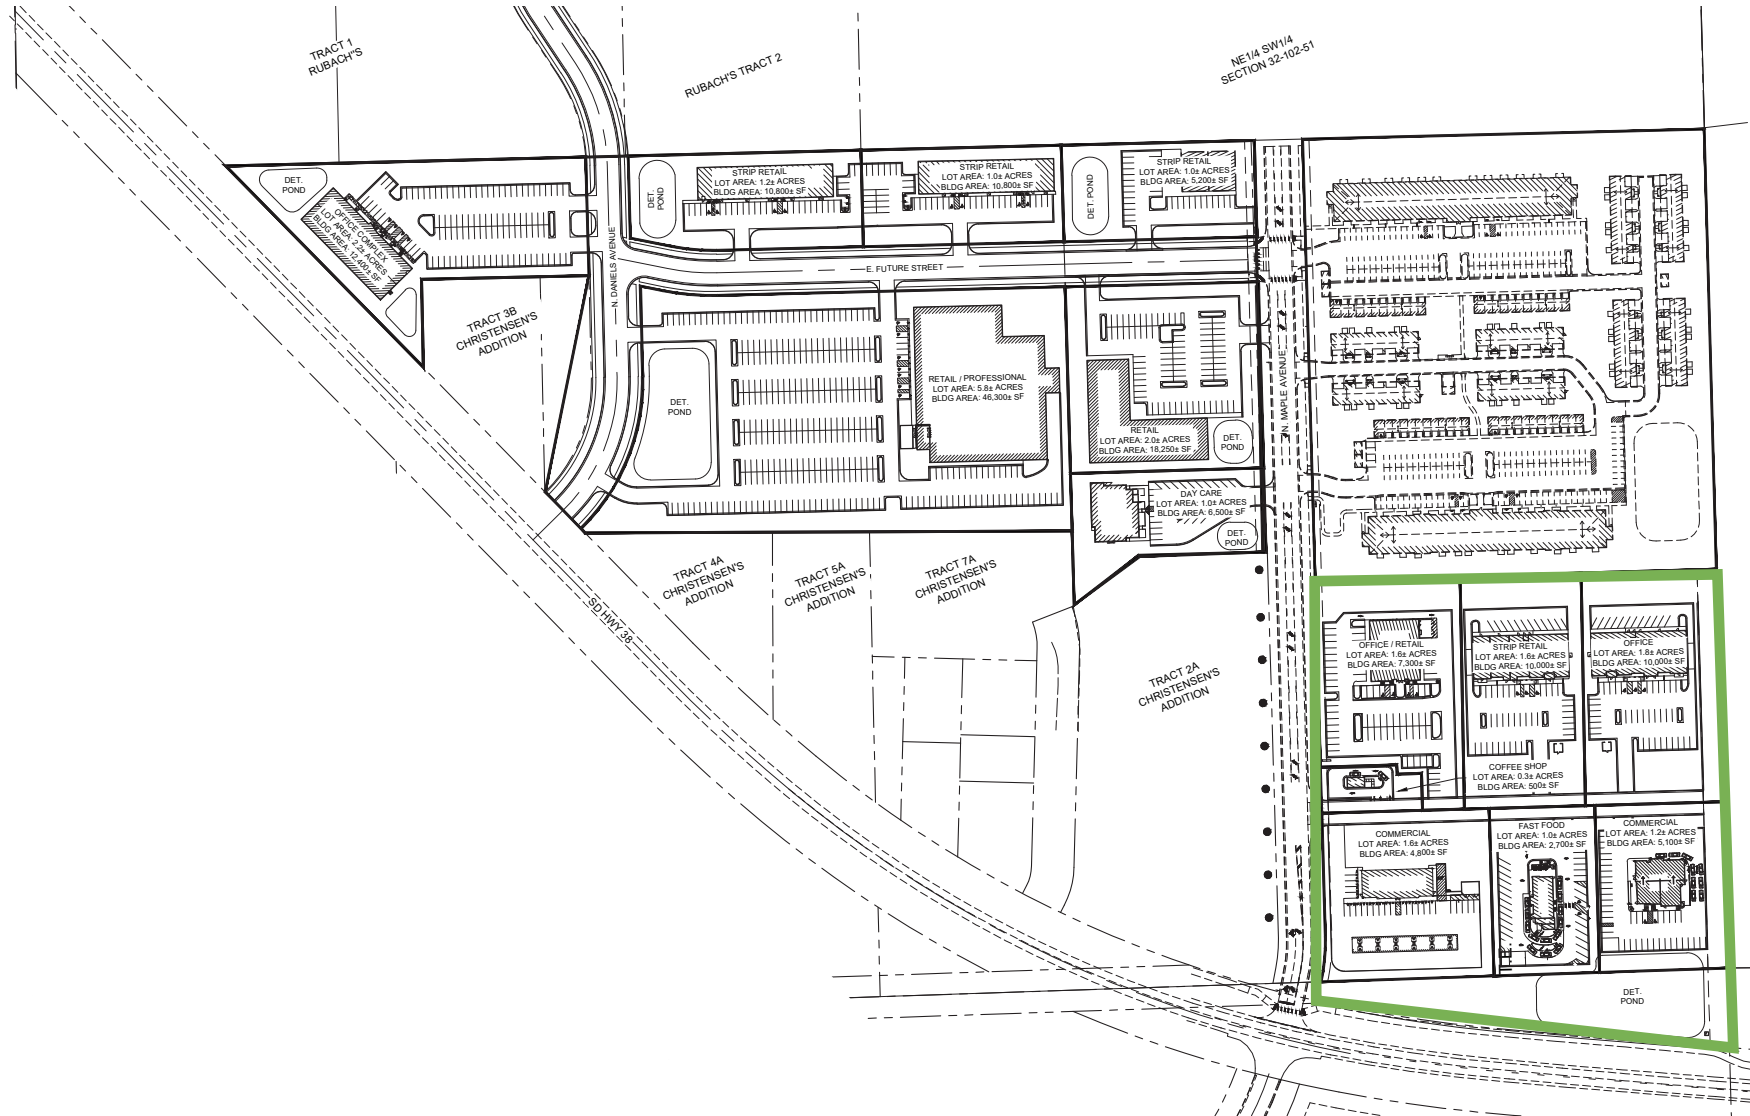 TRACT 1
RUBACH"S
RUBACH'S TRACT 2
NE1/4 SW1/4
SECTION 32-102-51
DET.
POND
OFFICE COMPLEX
LOT AREA: 2.2± ACRES
BLDG AREA: 12,400± SF
DET.
POND
STRIP RETAIL
LOT AREA: 1.2± ACRES
BLDG AREA: 10,800± SF
STRIP RETAIL
LOT AREA: 1.0± ACRES
BLDG AREA: 10,800± SF
DET. POND
STRIP RETAIL
LOT AREA: 1.0± ACRES
BLDG AREA: 5,200± SF
N. DANIELS AVENUE
E. FUTURE STREET
TRACT 3B
CHRISTENSEN'S
ADDITION
DET.
POND
RETAIL / PROFESSIONAL
LOT AREA: 5.8± ACRES
BLDG AREA: 46,300± SF
RETAIL
LOT AREA: 2.0± ACRES
BLDG AREA: 18,250± SF
DET.
POND
N. MAPLE AVENUE
DAY CARE
LOT AREA: 1.0± ACRES
BLDG AREA: 6,500± SF
DET.
POND
TRACT 4A
CHRISTENSEN'S
ADDITION
TRACT 5A
CHRISTENSEN'S
ADDITION
TRACT 7A
CHRISTENSEN'S
ADDITION
SD HWY 38
TRACT 2A
CHRISTENSEN'S
ADDITION
OFFICE / RETAIL
LOT AREA: 1.6± ACRES
BLDG AREA: 7,300± SF
STRIP RETAIL
LOT AREA: 1.6± ACRES
BLDG AREA: 10,000± SF
OFFICE
LOT AREA: 1.8± ACRES
BLDG AREA: 10,000± SF
COFFEE SHOP
LOT AREA: 0.3± ACRES
BLDG AREA: 500± SF
COMMERCIAL
LOT AREA: 1.6± ACRES
BLDG AREA: 4,800± SF
FAST FOOD
LOT AREA: 1.0± ACRES
BLDG AREA: 2,700± SF
COMMERCIAL
LOT AREA: 1.2± ACRES
BLDG AREA: 5,100± SF
DET.
POND